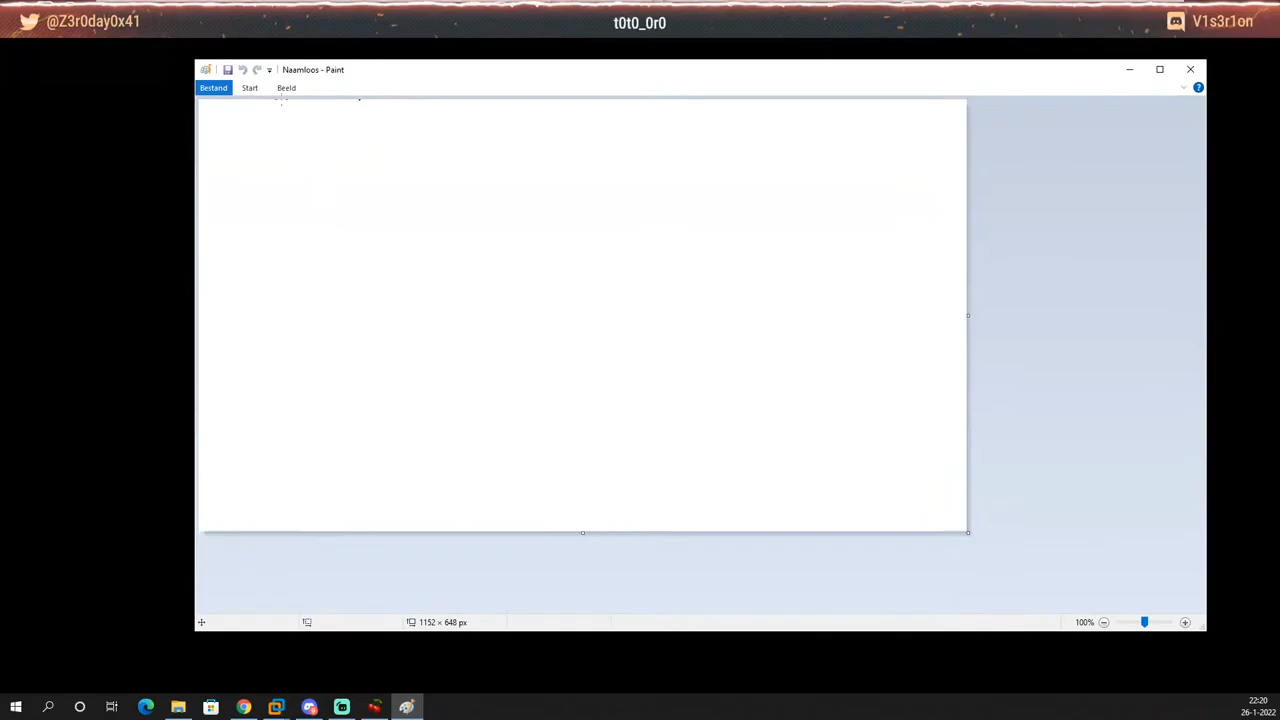 @Z3r0day0x41
t0t0_0r0
V1s3r1on
Naamloos - Paint
Bestand
Start
Beeld
1152 × 648 px
100%
22:20
26-1-2022